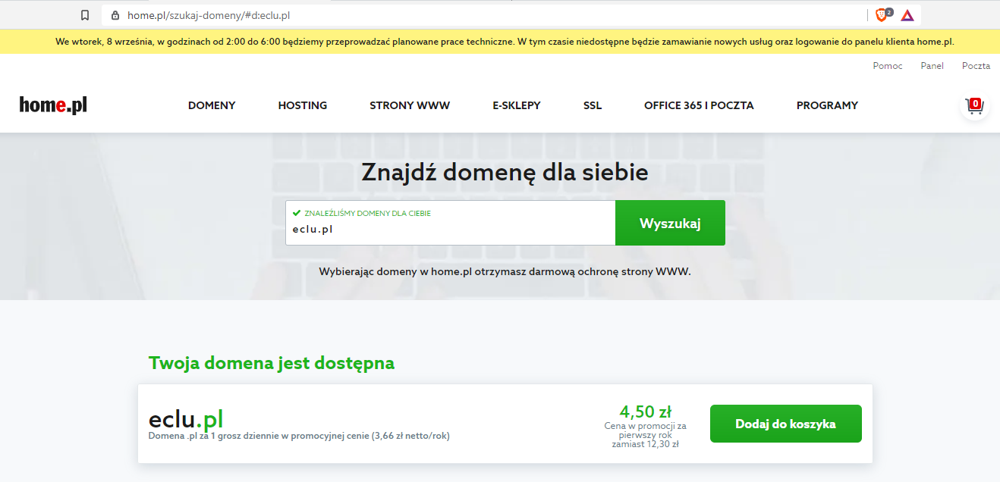 home.pl/szukaj-domeny/#d:eclu.pl
2
We wtorek, 8 września, w godzinach od 2:00 do 6:00 będziemy przeprowadzać planowane prace techniczne. W tym czasie niedostępne będzie zamawianie nowych usług oraz logowanie do panelu klienta home.pl.
Pomoc Panel Poczta
home.pl DOMENY HOSTING STRONY WWW E-SKLEPY SSL OFFICE 365 I POCZTA PROGRAMY 0
Znajdź domenę dla siebie
ZNALEŹLIŚMY DOMENY DLA CIEBIE
eclu.pl
Wyszukaj
Wybierając domeny w home.pl otrzymasz darmową ochronę strony WWW.
Twoja domena jest dostępna
eclu.pl
Domena .pl za 1 grosz dziennie w promocyjnej cenie (3,66 zł netto/rok)
4,50 zł
Cena w promocji za
pierwszy rok
zamiast 12,30 zł
Dodaj do koszyka